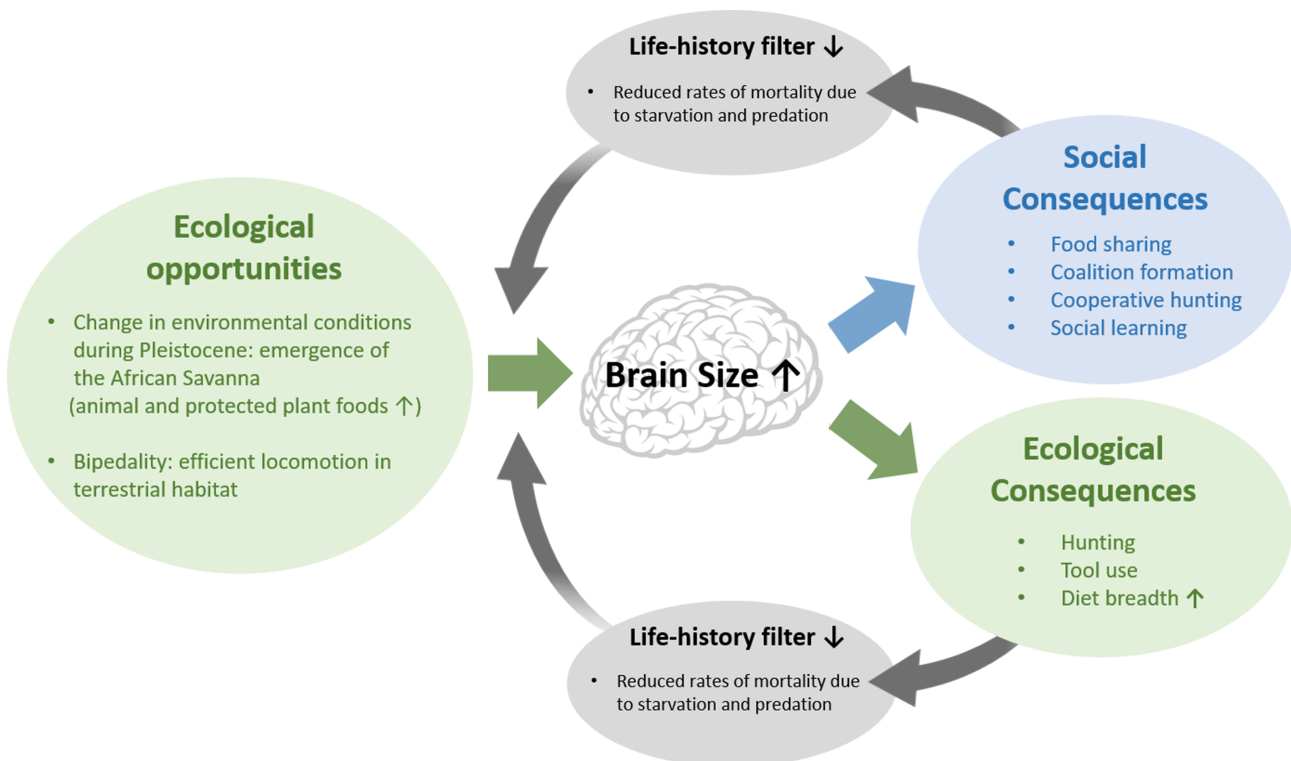 Life-history filter ↓
• Reduced rates of mortality due
to starvation and predation
Social
Consequences
• Food sharing
• Coalition formation
• Cooperative hunting
• Social learning
Ecological
opportunities
• Change in environmental conditions
during Pleistocene: emergence of
the African Savanna
(animal and protected plant foods ↑)
• Bipedality: efficient locomotion in
terrestrial habitat
Brain Size ↑
Ecological
Consequences
• Hunting
• Tool use
• Diet breadth ↑
Life-history filter ↓
• Reduced rates of mortality due
to starvation and predation